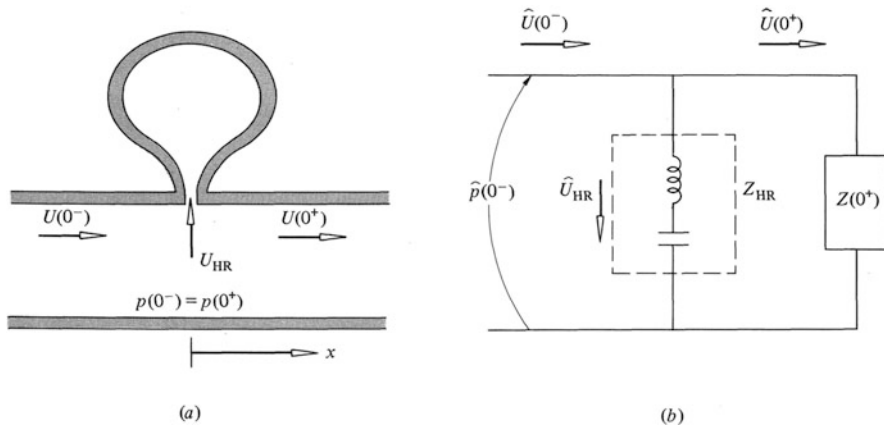 U(0⁻)
U(0⁺)
U_HR
p(0⁻) = p(0⁺)
x
(a)
Û(0⁻)
Û(0⁺)
p̂(0⁻)
Û_HR
Z_HR
Z(0⁺)
(b)